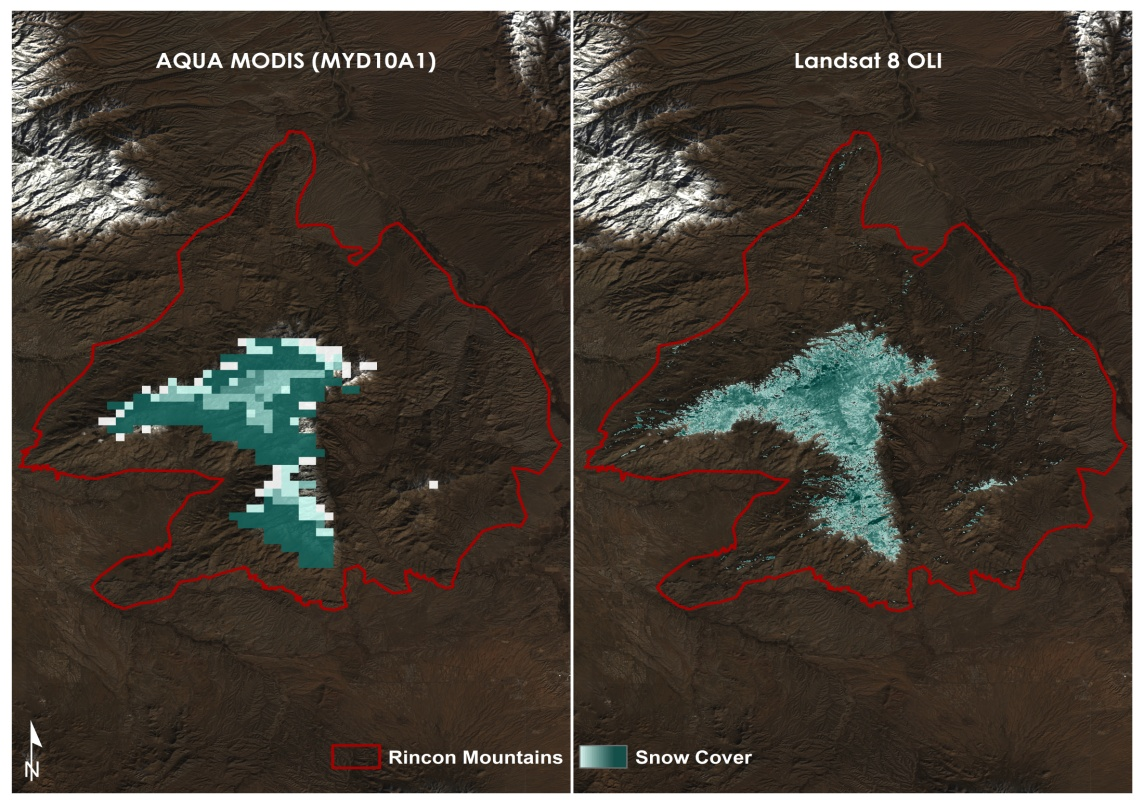 AQUA MODIS (MYD10A1)
Landsat 8 OLI
N
Rincon Mountains
Snow Cover